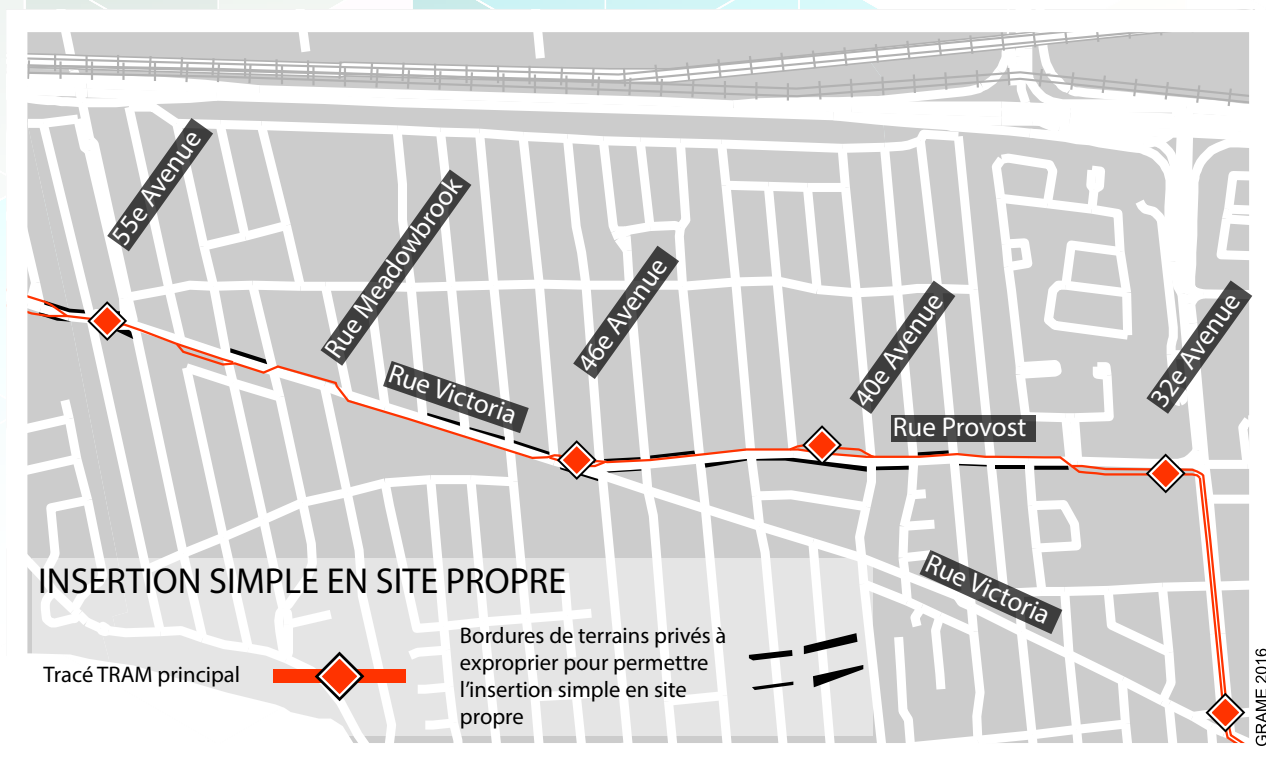 55e Avenue
Rue Meadowbrook
46e Avenue
40e Avenue
32e Avenue
Rue Victoria
Rue Provost
Rue Victoria
INSERTION SIMPLE EN SITE PROPRE
Tracé TRAM principal
Bordures de terrains privés à
exproprier pour permettre
l'insertion simple en site
propre
GRAME 2016